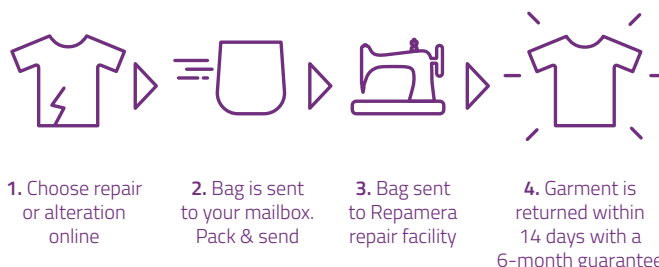 1. Choose repair
or alteration
online
2. Bag is sent
to your mailbox.
Pack & send
3. Bag sent
to Repamera
repair facility
4. Garment is
returned within
14 days with a
6-month guarantee